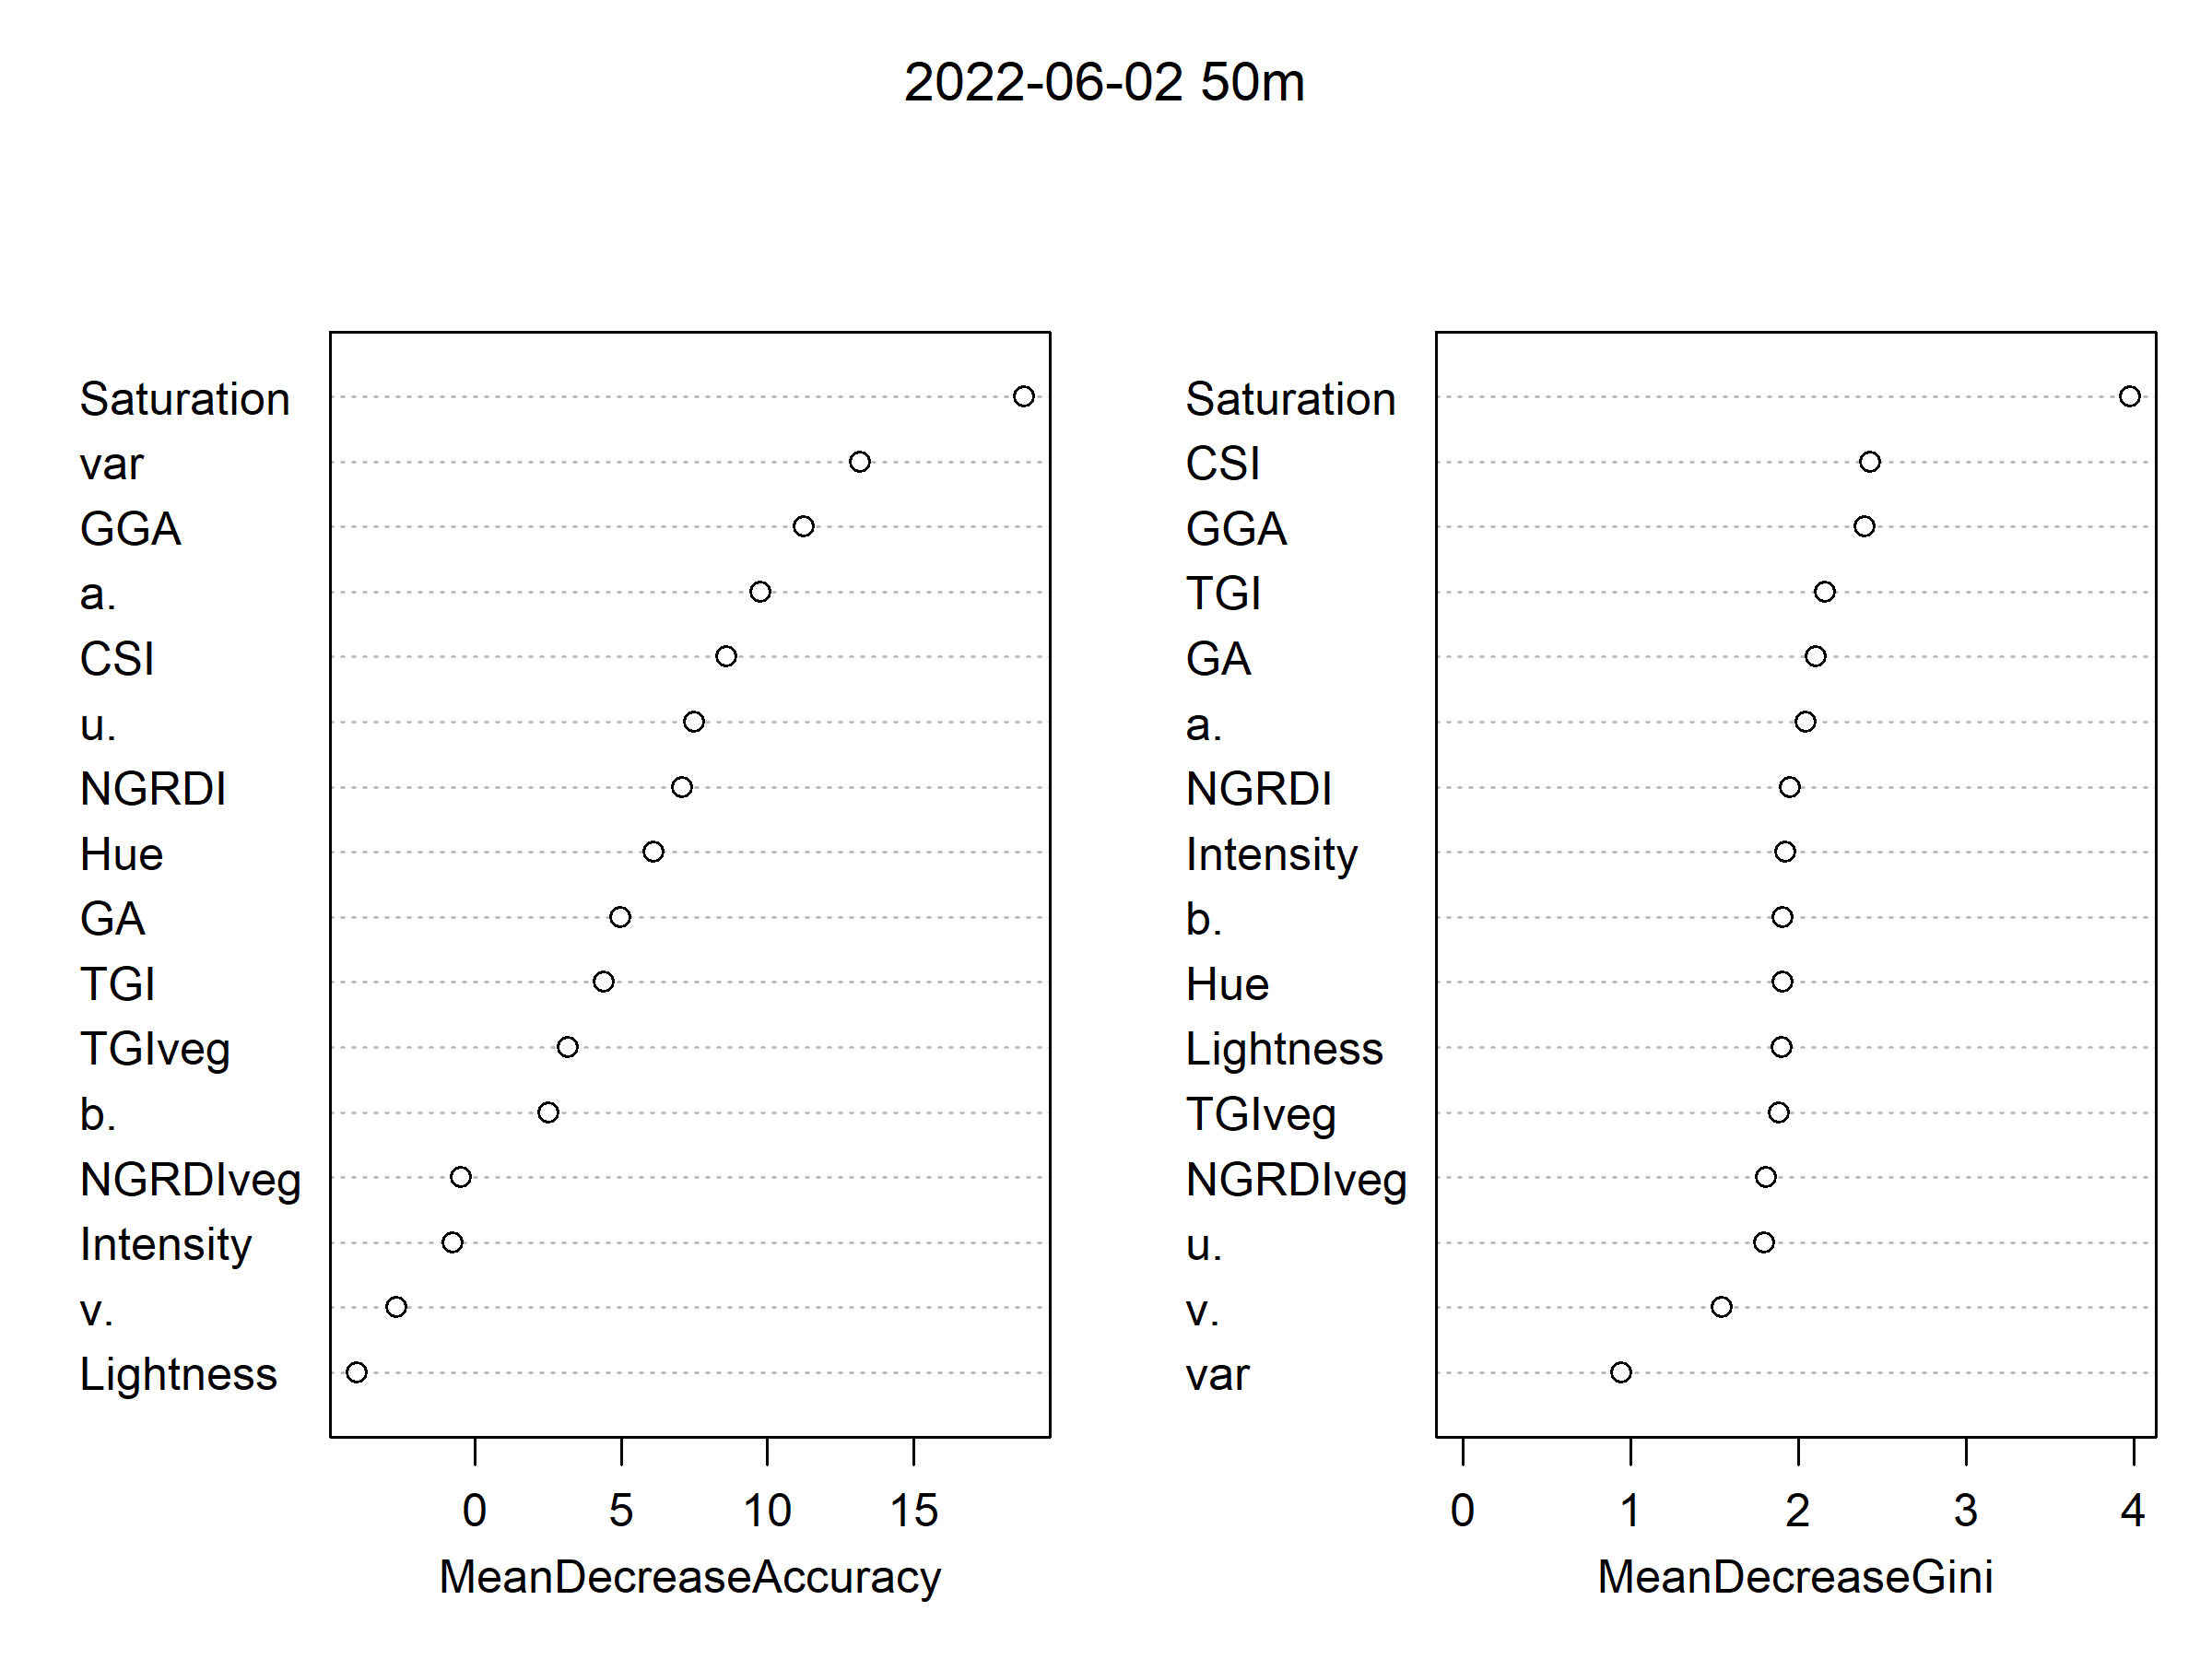 2022-06-02 50m
Saturation
var
GGA
a.
CSI
u.
NGRDI
Hue
GA
TGI
TGIveg
b.
NGRDIveg
Intensity
v.
Lightness
0 5 10 15
MeanDecreaseAccuracy
Saturation
CSI
GGA
TGI
GA
a.
NGRDI
Intensity
b.
Hue
Lightness
TGIveg
NGRDIveg
u.
v.
var
0 1 2 3 4
MeanDecreaseGini